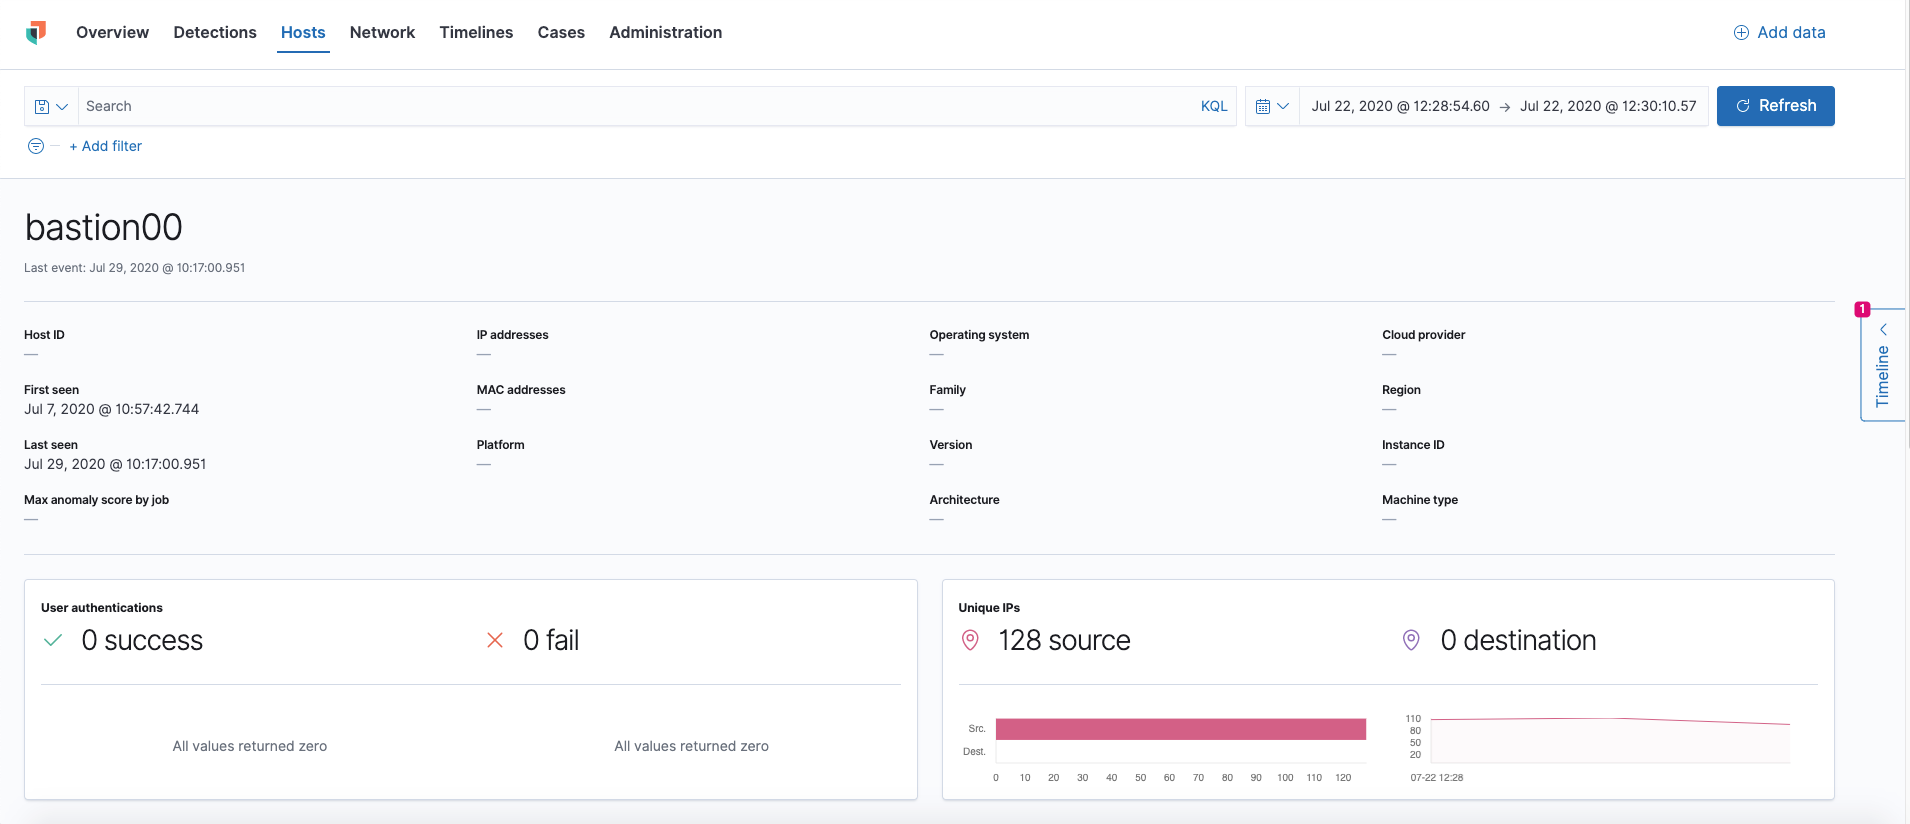 Overview Detections Hosts Network Timelines Cases Administration Add data
Search KQL Jul 22, 2020 @ 12:28:54.60 → Jul 22, 2020 @ 12:30:10.57 Refresh
+ Add filter
bastion00
Last event: Jul 29, 2020 @ 10:17:00.951
1
Timeline
Host ID IP addresses Operating system Cloud provider
— — — —
First seen MAC addresses Family Region
Jul 7, 2020 @ 10:57:42.744 — — —
Last seen Platform Version Instance ID
Jul 29, 2020 @ 10:17:00.951 — — —
Max anomaly score by job Architecture Machine type
— — —
User authentications
0 success 0 fail
All values returned zero All values returned zero
Unique IPs
128 source 0 destination
Src.
Dest.
0 10 20 30 40 50 60 70 80 90 100 110 120
110
80
50
20
07-22 12:28